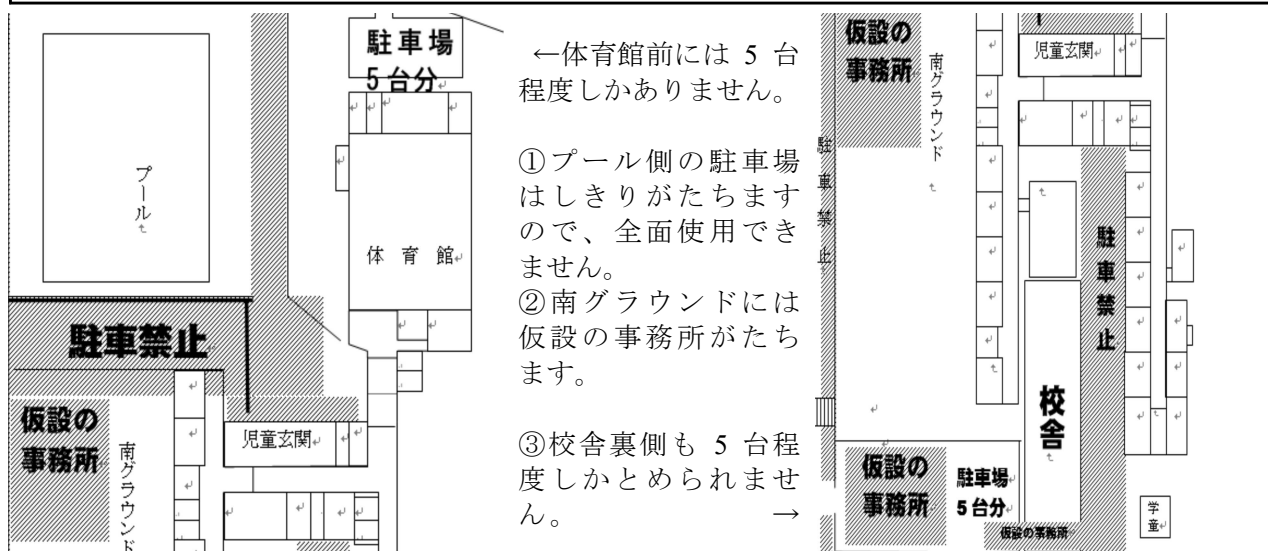 駐車場
5台分
プール
体育館
駐車禁止
仮設の
事務所
南グラウンド
児童玄関
←体育館前には 5 台
程度しかありません。
①プール側の駐車場
はしきりがたちます
ので、全面使用でき
ません。
②南グラウンドには
仮設の事務所がたち
ます。
③校舎裏側も 5 台程
度しかとめられませ
ん。 →
仮設の
事務所
南グラウンド
児童玄関
駐車禁止
駐車禁止
校舎
仮設の
事務所
駐車場
5台分
仮設の事務所
学童